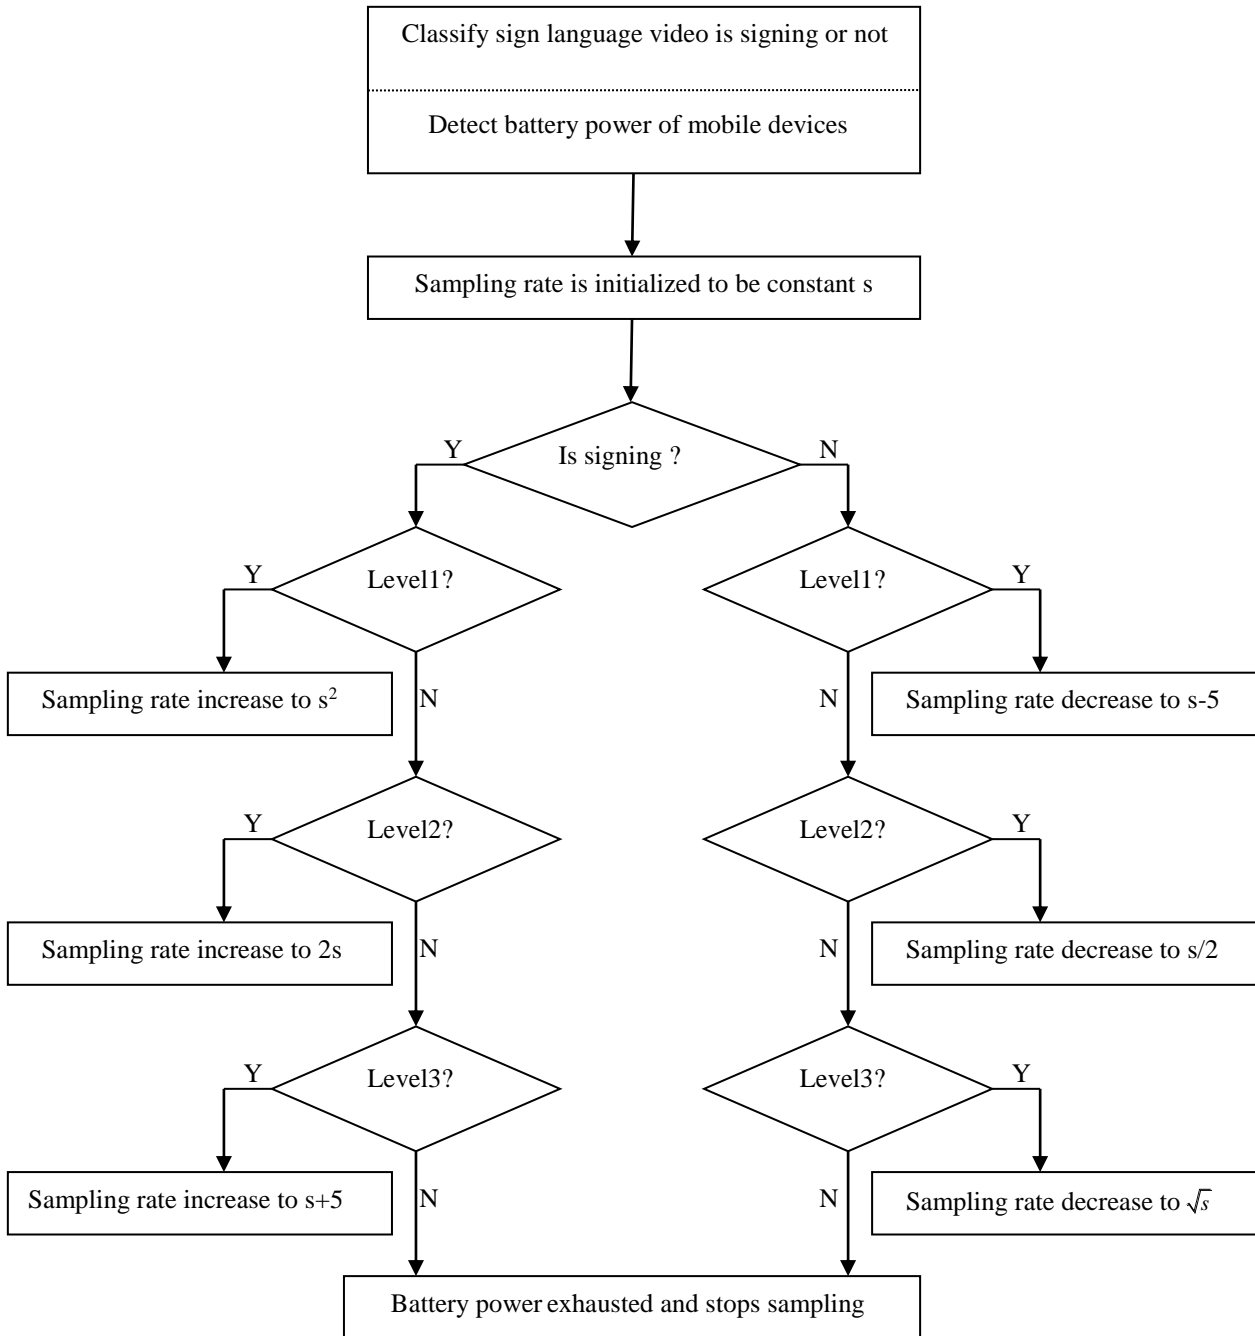 Classify sign language video is signing or not
Detect battery power of mobile devices
Sampling rate is initialized to be constant s
Is signing ?
Y
N
Level1?
Y
Level1?
Y
Sampling rate increase to s²
N
N
Sampling rate decrease to s-5
Level2?
Y
Level2?
Y
Sampling rate increase to 2s
N
N
Sampling rate decrease to s/2
Level3?
Y
Level3?
Y
Sampling rate increase to s+5
N
N
Sampling rate decrease to √s
Battery power exhausted and stops sampling